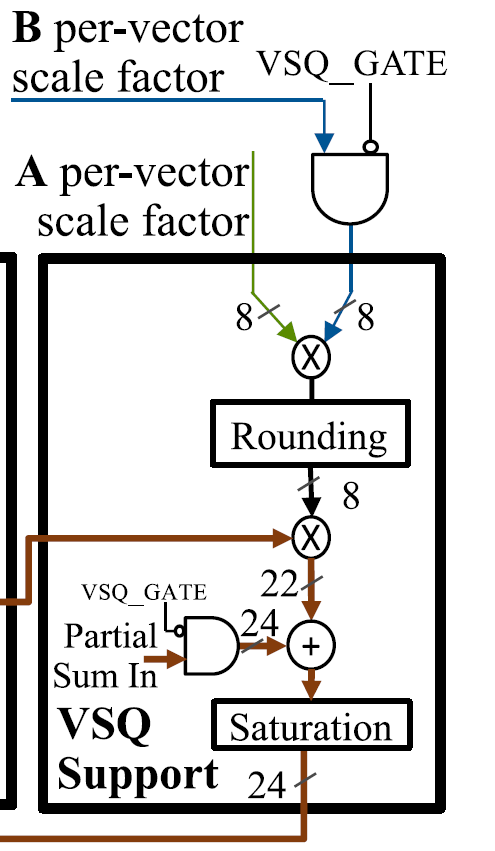 B per-vector
scale factor
VSQ_GATE
A per-vector
scale factor
8
8
X
Rounding
8
X
22
VSQ_GATE
24
Partial
Sum In
+
VSQ
Support
Saturation
24